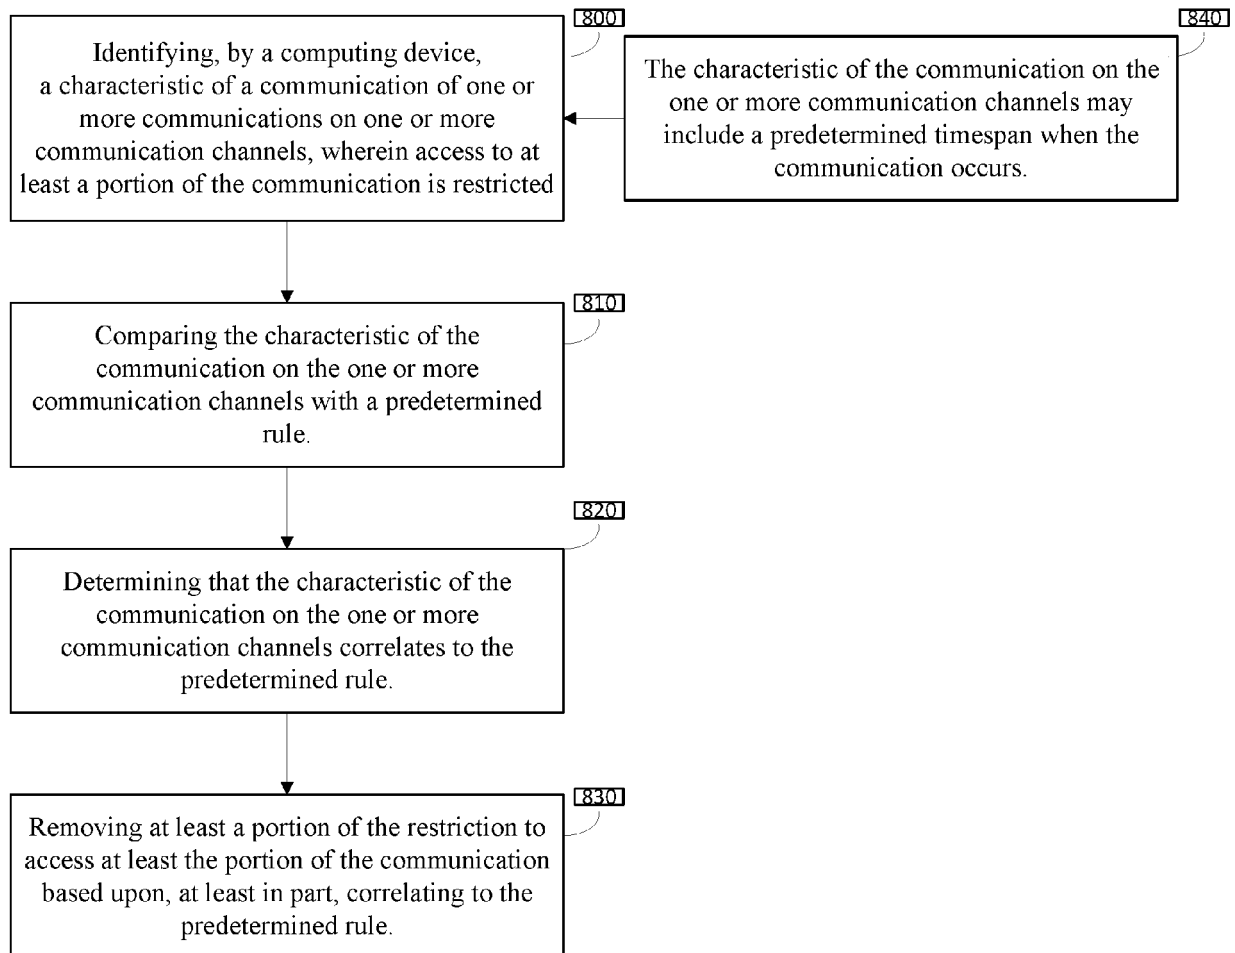 800
Identifying, by a computing device,
a characteristic of a communication of one or
more communications on one or more
communication channels, wherein access to at
least a portion of the communication is restricted
840
The characteristic of the communication on the
one or more communication channels may
include a predetermined timespan when the
communication occurs.
810
Comparing the characteristic of the
communication on the one or more
communication channels with a predetermined
rule.
820
Determining that the characteristic of the
communication on the one or more
communication channels correlates to the
predetermined rule.
830
Removing at least a portion of the restriction to
access at least the portion of the communication
based upon, at least in part, correlating to the
predetermined rule.